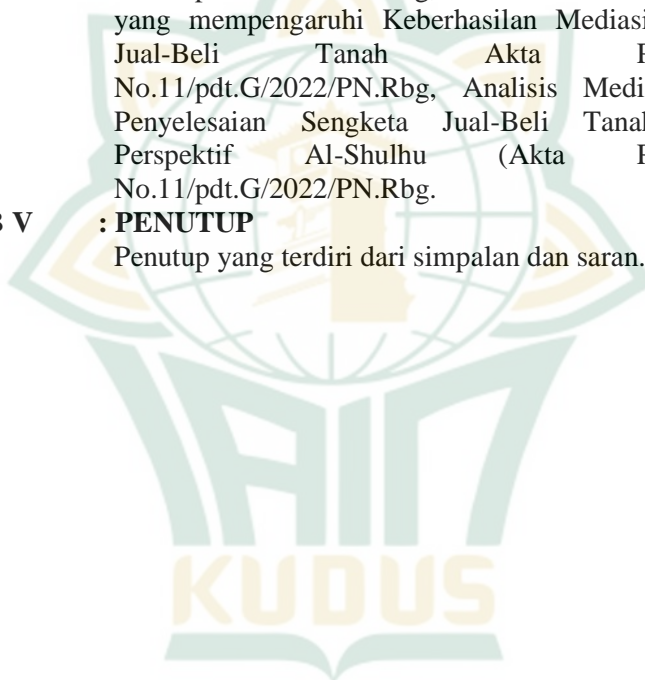 yang mempengaruhi Keberhasilan Mediasi
Jual-Beli Tanah Akta
No.11/pdt.G/2022/PN.Rbg, Analisis
Penyelesaian Sengketa Jual-Beli
Perspektif Al-Shulhu (Akta
No.11/pdt.G/2022/PN.Rbg.
V : PENUTUP
Penutup yang terdiri dari simpalan dan saran.
IAIN
KUDUS